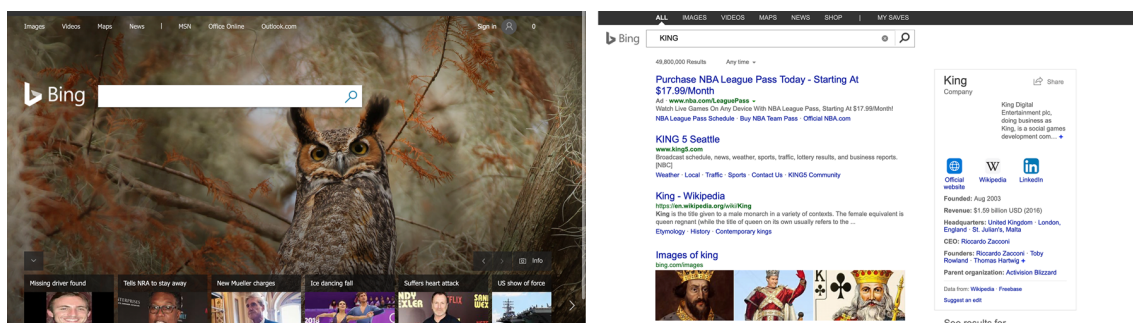 Images Videos Maps News | MSN Office Online Outlook.com Sign in 0
Bing
Info
Missing driver found
Tells NRA to stay away
New Mueller charges
Ice dancing fall
Suffers heart attack
US show of force
ALL IMAGES VIDEOS MAPS NEWS SHOP | MY SAVES
Bing KING
49,800,000 Results Any time
Purchase NBA League Pass Today - Starting At
$17.99/Month
Ad · www.nba.com/LeaguePass
Watch Live Games On Any Device With NBA League Pass, Starting At $17.99/Month!
NBA League Pass Schedule · Buy NBA Team Pass · Official NBA.com
KING 5 Seattle
www.king5.com
Broadcast schedule, news, weather, sports, traffic, lottery results, and business reports.
[NBC]
Weather · Local · Traffic · Sports · Contact Us · KING5 Community
King - Wikipedia
https://en.wikipedia.org/wiki/King
King is the title given to a male monarch in a variety of contexts. The female equivalent is
queen regnant (while the title of queen on its own usually refers to the ...
Etymology · History · Contemporary kings
Images of king
bing.com/images
K
King
Share
Company
King Digital
Entertainment plc,
doing business as
King, is a social games
development com... +
W
in
Official
website
Wikipedia
LinkedIn
Founded: Aug 2003
Revenue: $1.59 billion USD (2016)
Headquarters: United Kingdom · London,
England · St. Julian's, Malta
CEO: Riccardo Zacconi
Founders: Riccardo Zacconi · Toby
Rowland · Thomas Hartwig +
Parent organization: Activision Blizzard
Data from: Wikipedia · Freebase
Suggest an edit
See results for